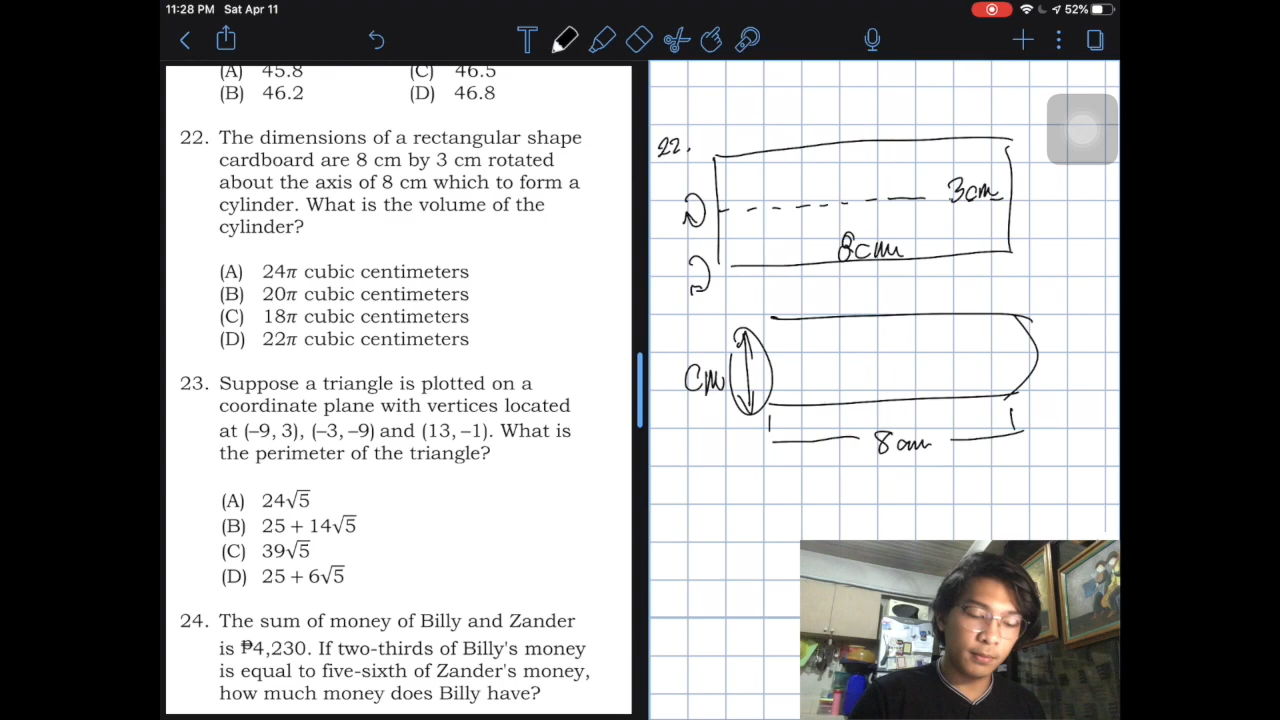 11:28 PM Sat Apr 11
52%
(A) 45.8 (C) 46.5
(B) 46.2 (D) 46.8
22. The dimensions of a rectangular shape
cardboard are 8 cm by 3 cm rotated
about the axis of 8 cm which to form a
cylinder. What is the volume of the
cylinder?
(A) 24π cubic centimeters
(B) 20π cubic centimeters
(C) 18π cubic centimeters
(D) 22π cubic centimeters
23. Suppose a triangle is plotted on a
coordinate plane with vertices located
at (–9, 3), (–3, –9) and (13, –1). What is
the perimeter of the triangle?
(A) 24√5
(B) 25 + 14√5
(C) 39√5
(D) 25 + 6√5
24. The sum of money of Billy and Zander
is ₱4,230. If two-thirds of Billy's money
is equal to five-sixth of Zander's money,
how much money does Billy have?
22.
3cm
8cm
cm
8cm